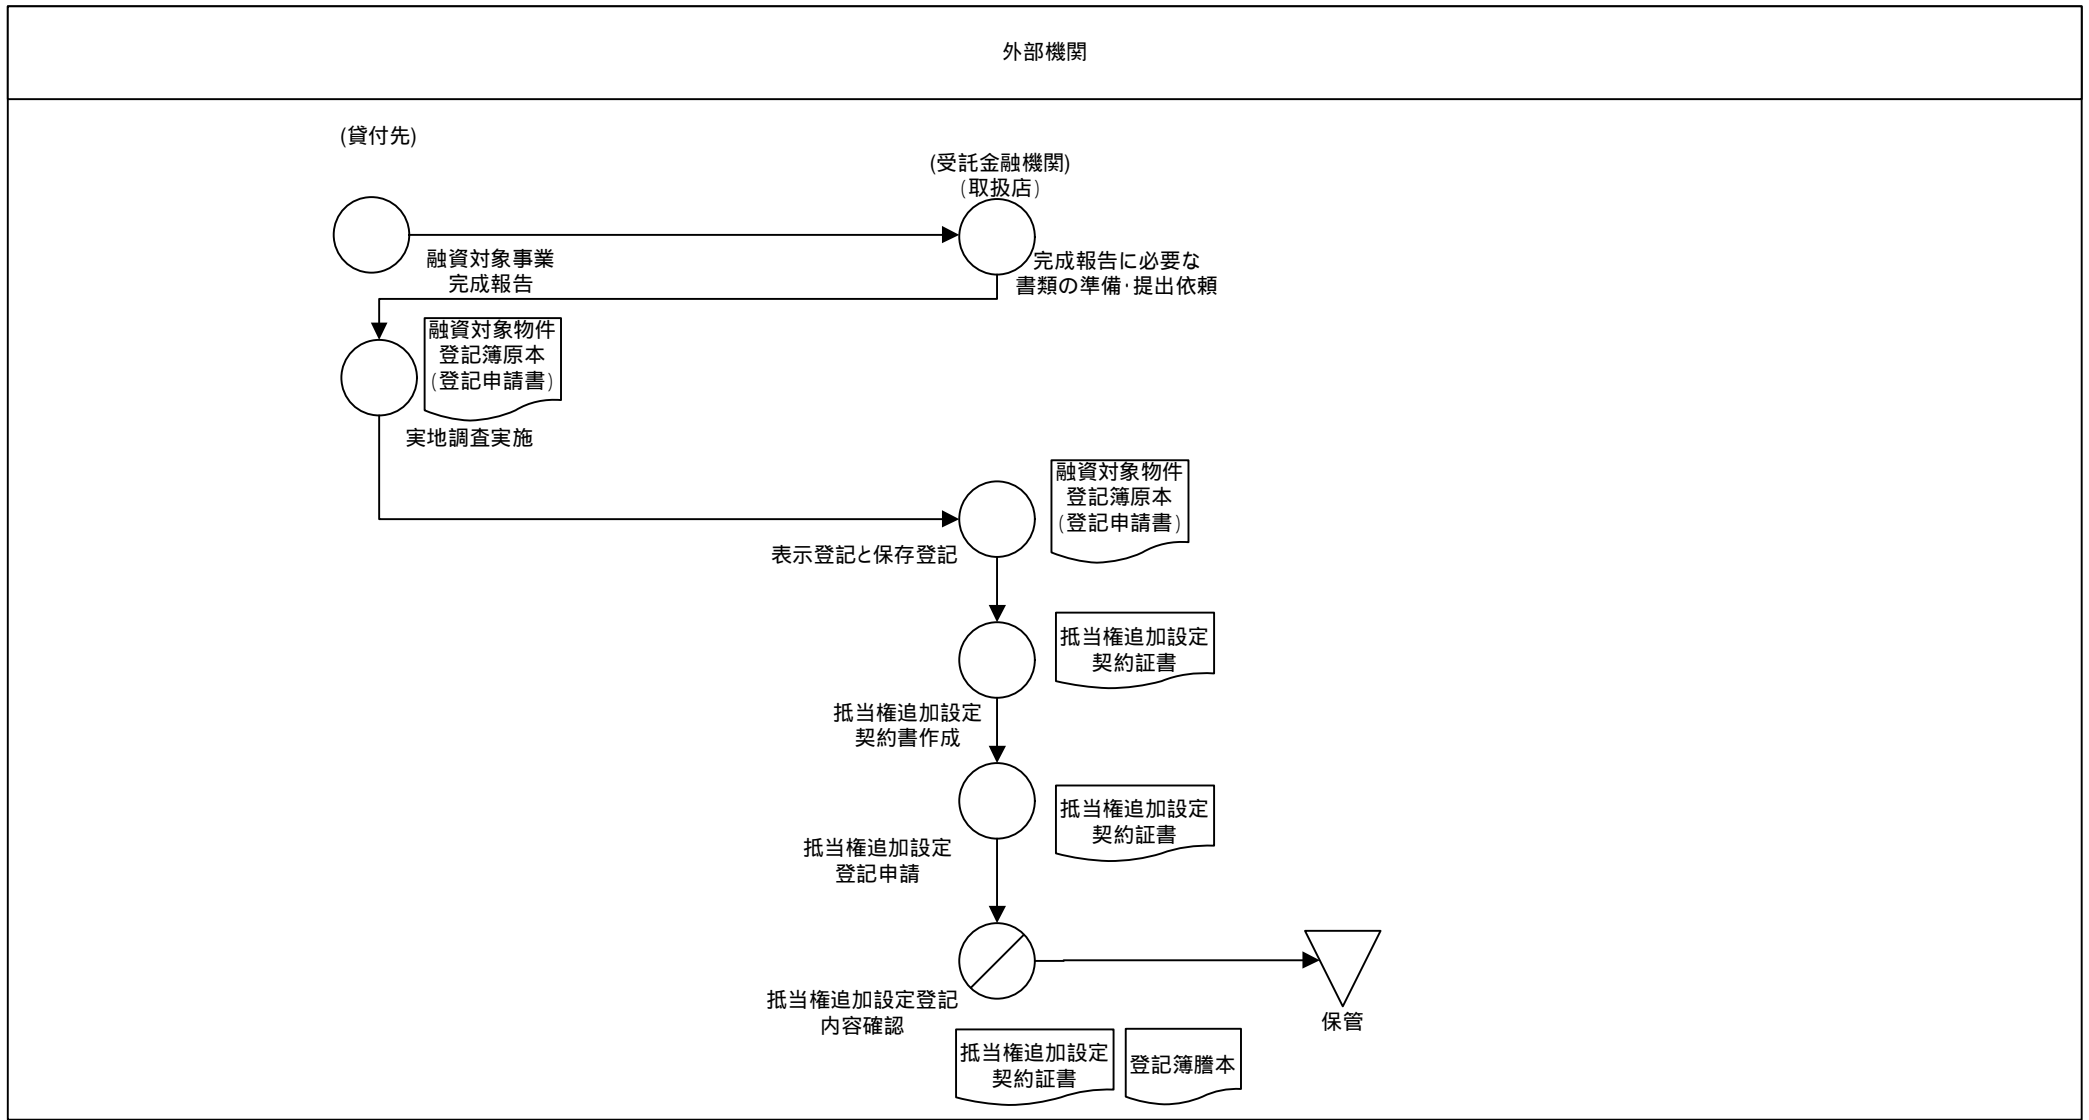 外部機関
(貸付先)
(受託金融機関)
(取扱店)
融資対象事業
完成報告
完成報告に必要な
書類の準備・提出依頼
融資対象物件
登記簿原本
(登記申請書)
実地調査実施
融資対象物件
登記簿原本
(登記申請書)
表示登記と保存登記
抵当権追加設定
契約証書
抵当権追加設定
契約書作成
抵当権追加設定
契約証書
抵当権追加設定
登記申請
抵当権追加設定登記
内容確認
保管
抵当権追加設定
契約証書
登記簿謄本